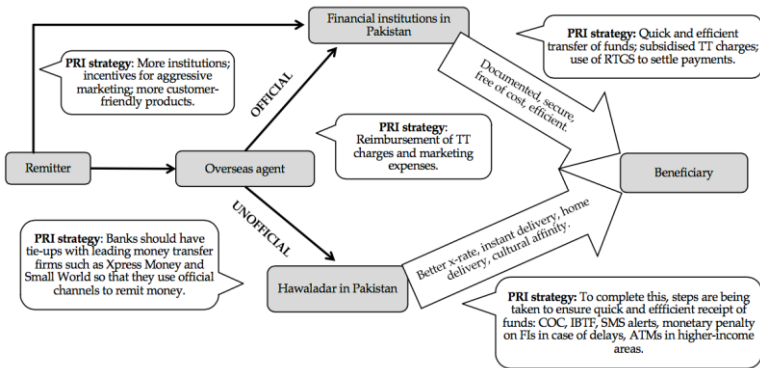 Financial institutions in
Pakistan
PRI strategy: Quick and
efficient
transfer of funds; subsidised TT charges;
use of RTGS to settle payments.
PRI strategy: More institutions;
incentives for aggressive
marketing; more customer-
friendly products.
OFFICIAL
Documented, secure,
free of cost, efficient.
PRI strategy:
Reimbursement of TT
charges and marketing
expenses.
Remitter
Overseas agent
Beneficiary
UNOFFICIAL
PRI strategy: Banks should have
tie-ups with leading money transfer
firms such as Xpress Money and
Small World so that they use official
channels to remit money.
Better x-rate, instant delivery, home
delivery, cultural affinity.
Hawaladar in Pakistan
PRI strategy: To complete this, steps are being
taken to ensure quick and effficient receipt of
funds: COC, IBTF, SMS alerts, monetary penalty
on FIs in case of delays, ATMs in higher-income
areas.